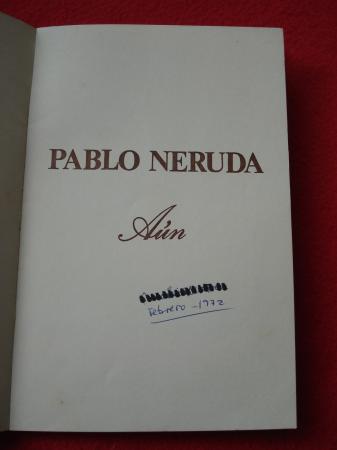 PABLO NERUDA
Aún
Febrero - 1972